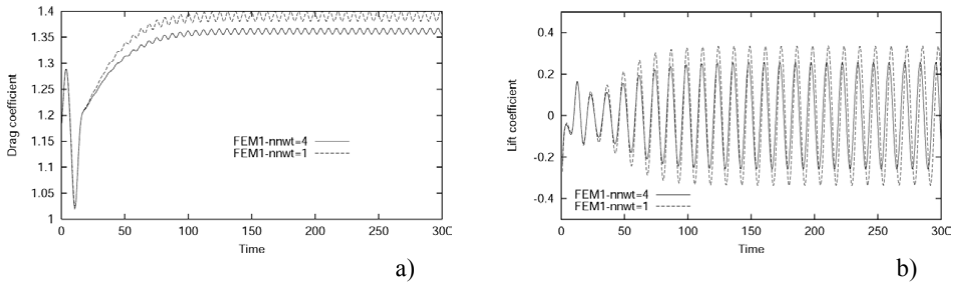 1.4
1.35
1.3
1.25
1.2
1.15
1.1
1.05
1
Drag coefficient
FEM1-nnwt=4
FEM1-nnwt=1
0 50 100 150 200 250 30C
Time
a)
0.4
0.2
0
-0.2
-0.4
Lift coefficient
FEM1-nnwt=4
FEM1-nnwt=1
0 50 100 150 200 250 30C
Time
b)